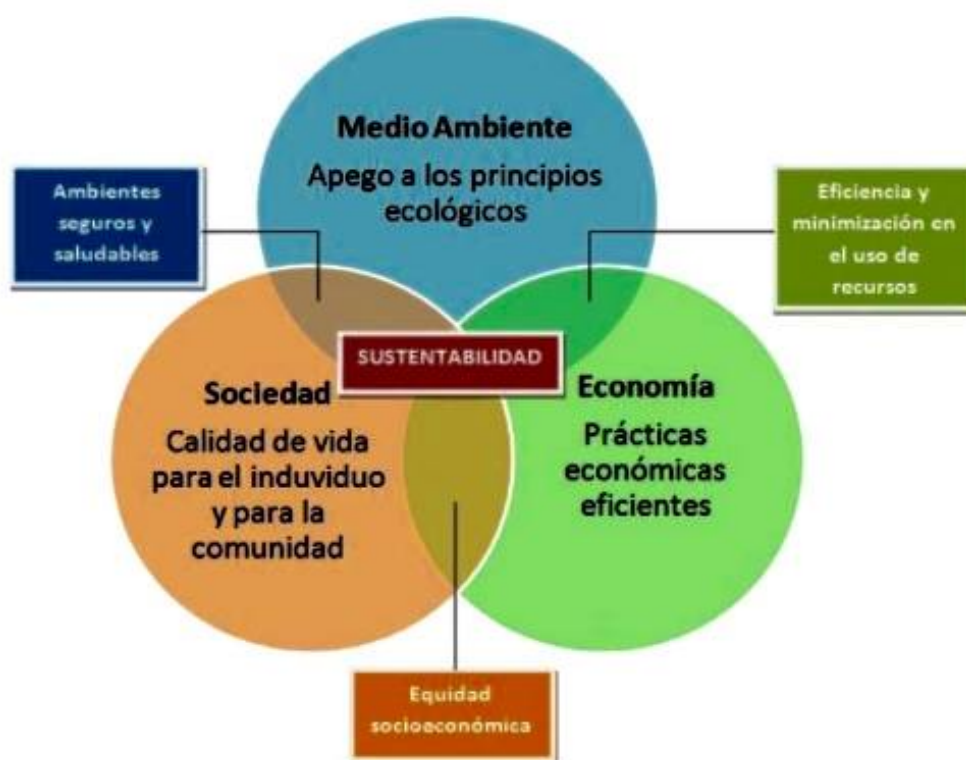 Medio Ambiente
Apego a los principios
ecológicos
Ambientes
seguros y
saludables
Eficiencia y
minimización en
el uso de
recursos
SUSTENTABILIDAD
Sociedad
Calidad de vida
para el induviduo
y para la
comunidad
Economía
Prácticas
económicas
eficientes
Equidad
socioeconómica